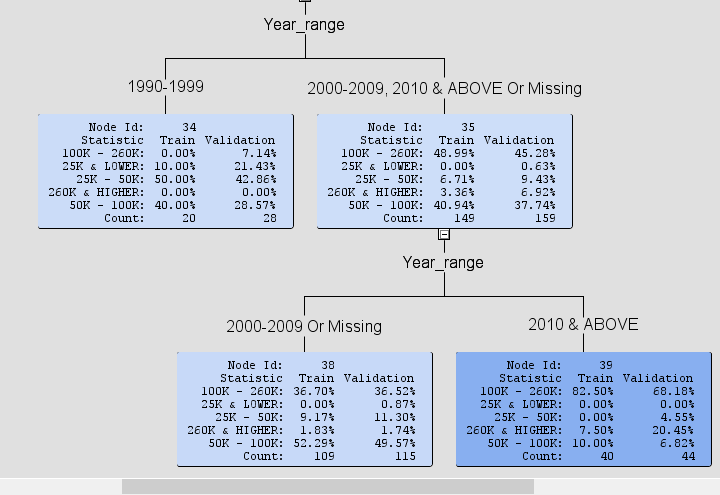 Year_range
1990-1999
2000-2009, 2010 & ABOVE Or Missing
Node Id: 34
Statistic Train Validation
100K - 260K: 0.00% 7.14%
25K & LOWER: 10.00% 21.43%
25K - 50K: 50.00% 42.86%
260K & HIGHER: 0.00% 0.00%
50K - 100K: 40.00% 28.57%
Count: 20 28
Node Id: 35
Statistic Train Validation
100K - 260K: 48.99% 45.28%
25K & LOWER: 0.00% 0.63%
25K - 50K: 6.71% 9.43%
260K & HIGHER: 3.36% 6.92%
50K - 100K: 40.94% 37.74%
Count: 149 159
Year_range
2000-2009 Or Missing
2010 & ABOVE
Node Id: 38
Statistic Train Validation
100K - 260K: 36.70% 36.52%
25K & LOWER: 0.00% 0.87%
25K - 50K: 9.17% 11.30%
260K & HIGHER: 1.83% 1.74%
50K - 100K: 52.29% 49.57%
Count: 109 115
Node Id: 39
Statistic Train Validation
100K - 260K: 82.50% 68.18%
25K & LOWER: 0.00% 0.00%
25K - 50K: 0.00% 4.55%
260K & HIGHER: 7.50% 20.45%
50K - 100K: 10.00% 6.82%
Count: 40 44